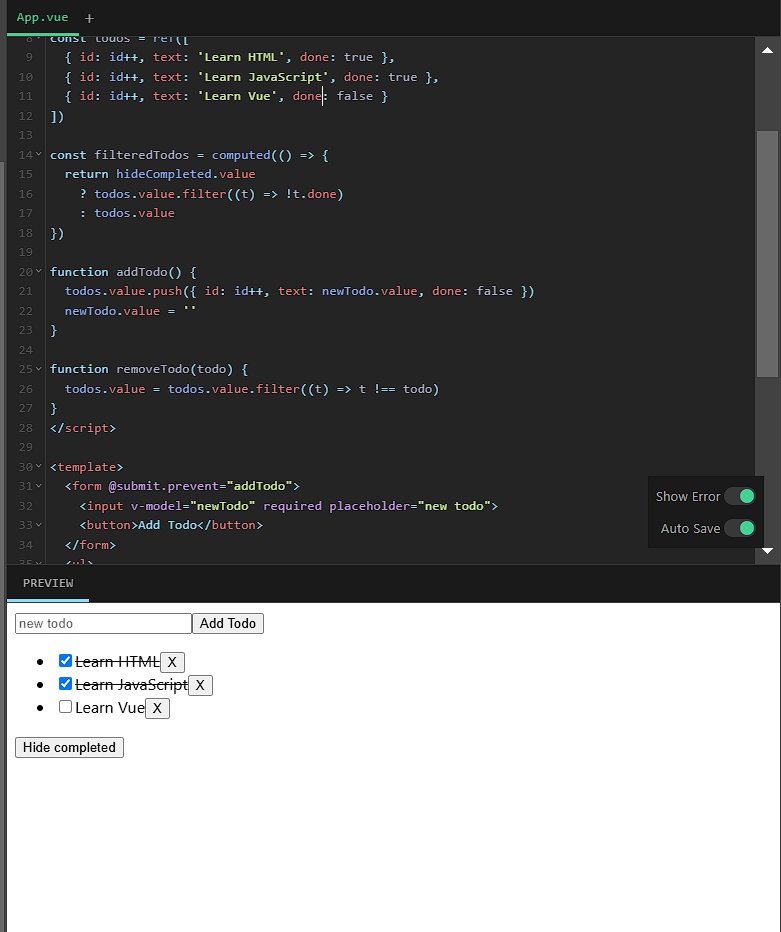 App.vue +
8 const todos = ref([
9 { id: id++, text: 'Learn HTML', done: true },
10 { id: id++, text: 'Learn JavaScript', done: true },
11 { id: id++, text: 'Learn Vue', done: false }
12 ])
13
14 const filteredTodos = computed(() => {
15 return hideCompleted.value
16 ? todos.value.filter((t) => !t.done)
17 : todos.value
18 })
19
20 function addTodo() {
21 todos.value.push({ id: id++, text: newTodo.value, done: false })
22 newTodo.value = ''
23 }
24
25 function removeTodo(todo) {
26 todos.value = todos.value.filter((t) => t !== todo)
27 }
28 </script>
29
30 <template>
31 <form @submit.prevent="addTodo">
32 <input v-model="newTodo" required placeholder="new todo">
33 <button>Add Todo</button>
34 </form>
35 <ul>
Show Error
Auto Save
PREVIEW
new todo Add Todo
Learn HTML X
Learn JavaScript X
Learn Vue X
Hide completed